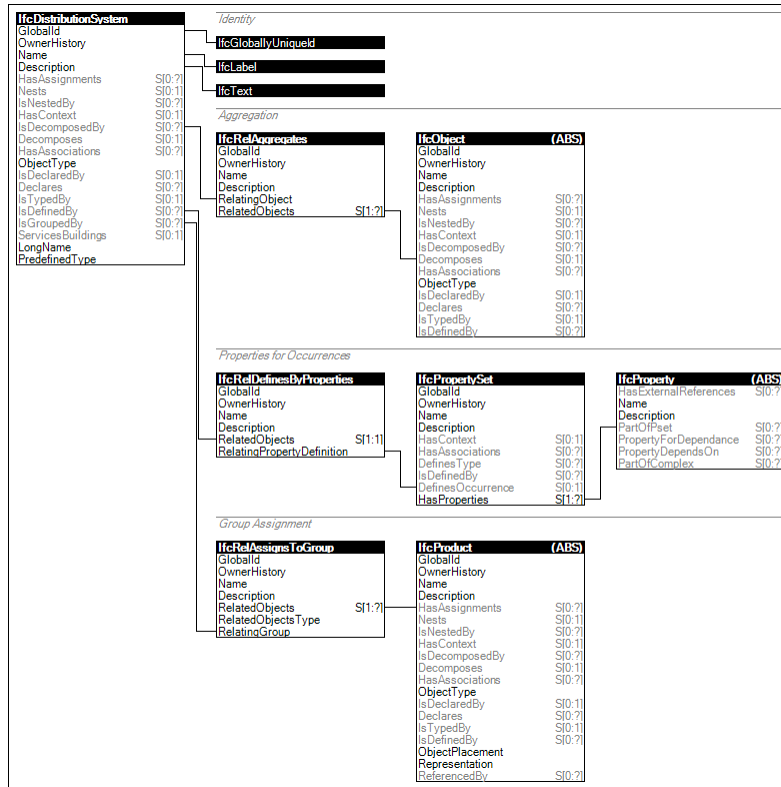 IfcDistributionSystem
GlobalId
OwnerHistory
Name
Description
HasAssignments S[0:?]
Nests S[0:1]
IsNestedBy S[0:?]
HasContext S[0:1]
IsDecomposedBy S[0:?]
Decomposes S[0:1]
HasAssociations S[0:?]
ObjectType
IsDeclaredBy S[0:1]
Declares S[0:?]
IsTypedBy S[0:1]
IsDefinedBy S[0:?]
IsGroupedBy S[0:?]
ServicesBuildings S[0:1]
LongName
PredefinedType
Identity
IfcGloballyUniqueId
IfcLabel
IfcText
Aggregation
IfcRelAggregates
GlobalId
OwnerHistory
Name
Description
RelatingObject
RelatedObjects S[1:?]
IfcObject (ABS)
GlobalId
OwnerHistory
Name
Description
HasAssignments S[0:?]
Nests S[0:1]
IsNestedBy S[0:?]
HasContext S[0:1]
IsDecomposedBy S[0:?]
Decomposes S[0:1]
HasAssociations S[0:?]
ObjectType
IsDeclaredBy S[0:1]
Declares S[0:?]
IsTypedBy S[0:1]
IsDefinedBy S[0:?]
Properties for Occurrences
IfcRelDefinesByProperties
GlobalId
OwnerHistory
Name
Description
RelatedObjects S[1:1]
RelatingPropertyDefinition
IfcPropertySet
GlobalId
OwnerHistory
Name
Description
HasContext S[0:1]
HasAssociations S[0:?]
DefinesType S[0:?]
IsDefinedBy S[0:?]
DefinesOccurrence S[0:1]
HasProperties S[1:?]
IfcProperty (ABS)
HasExternalReferences S[0:?
Name
Description
PartOfPset S[0:?
PropertyForDependance S[0:?
PropertyDependsOn S[0:?
PartOfComplex S[0:?
Group Assignment
IfcRelAssignsToGroup
GlobalId
OwnerHistory
Name
Description
RelatedObjects S[1:?]
RelatedObjectsType
RelatingGroup
IfcProduct (ABS)
GlobalId
OwnerHistory
Name
Description
HasAssignments S[0:?]
Nests S[0:1]
IsNestedBy S[0:?]
HasContext S[0:1]
IsDecomposedBy S[0:?]
Decomposes S[0:1]
HasAssociations S[0:?]
ObjectType
IsDeclaredBy S[0:1]
Declares S[0:?]
IsTypedBy S[0:1]
IsDefinedBy S[0:?]
ObjectPlacement
Representation
ReferencedBy S[0:?]